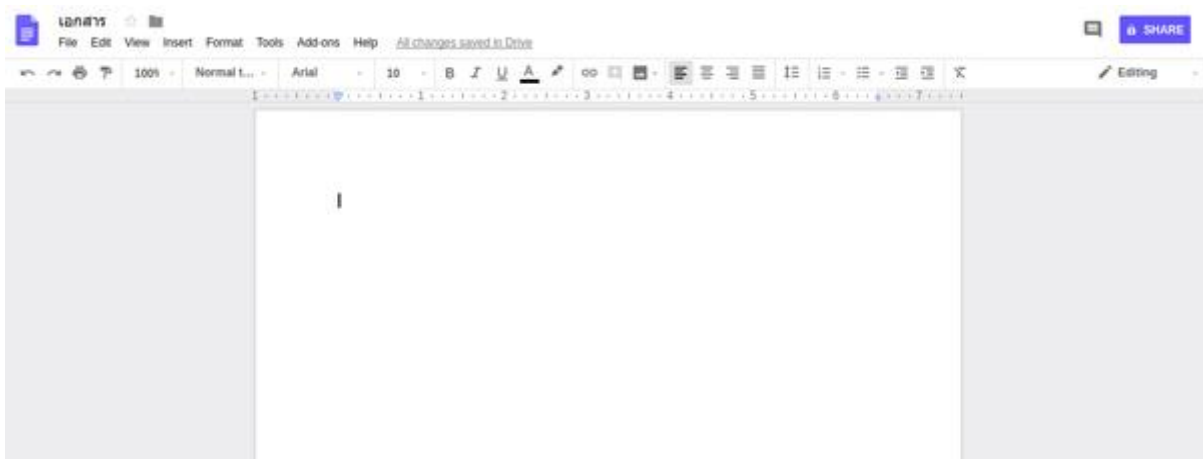 เอกสาร
File Edit View Insert Format Tools Add-ons Help All changes saved in Drive
SHARE
100% Normal t... Arial 10 B I U A Editing
1 1 2 3 4 5 6 7